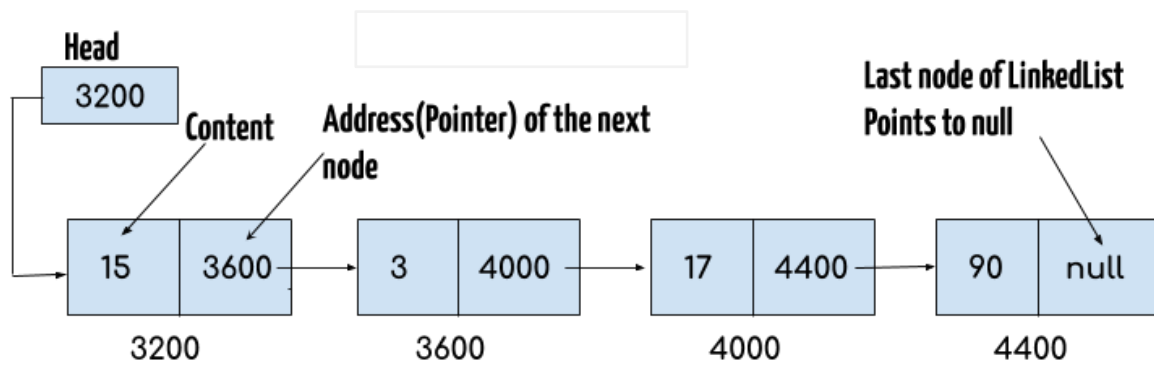 Head
3200
Content
Address(Pointer) of the next
node
Last node of LinkedList
Points to null
15 3600 3 4000 17 4400 90 null
3200 3600 4000 4400